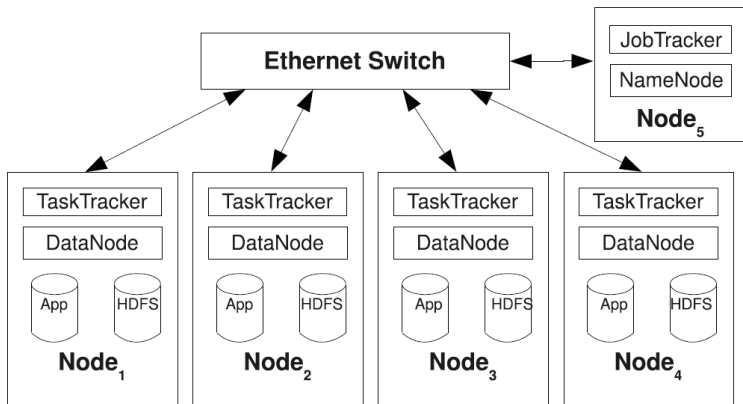 JobTracker
Ethernet Switch
NameNode
Node5
TaskTracker TaskTracker TaskTracker TaskTracker
DataNode DataNode DataNode DataNode
App HDFS App HDFS App HDFS App HDFS
Node1 Node2 Node3 Node4